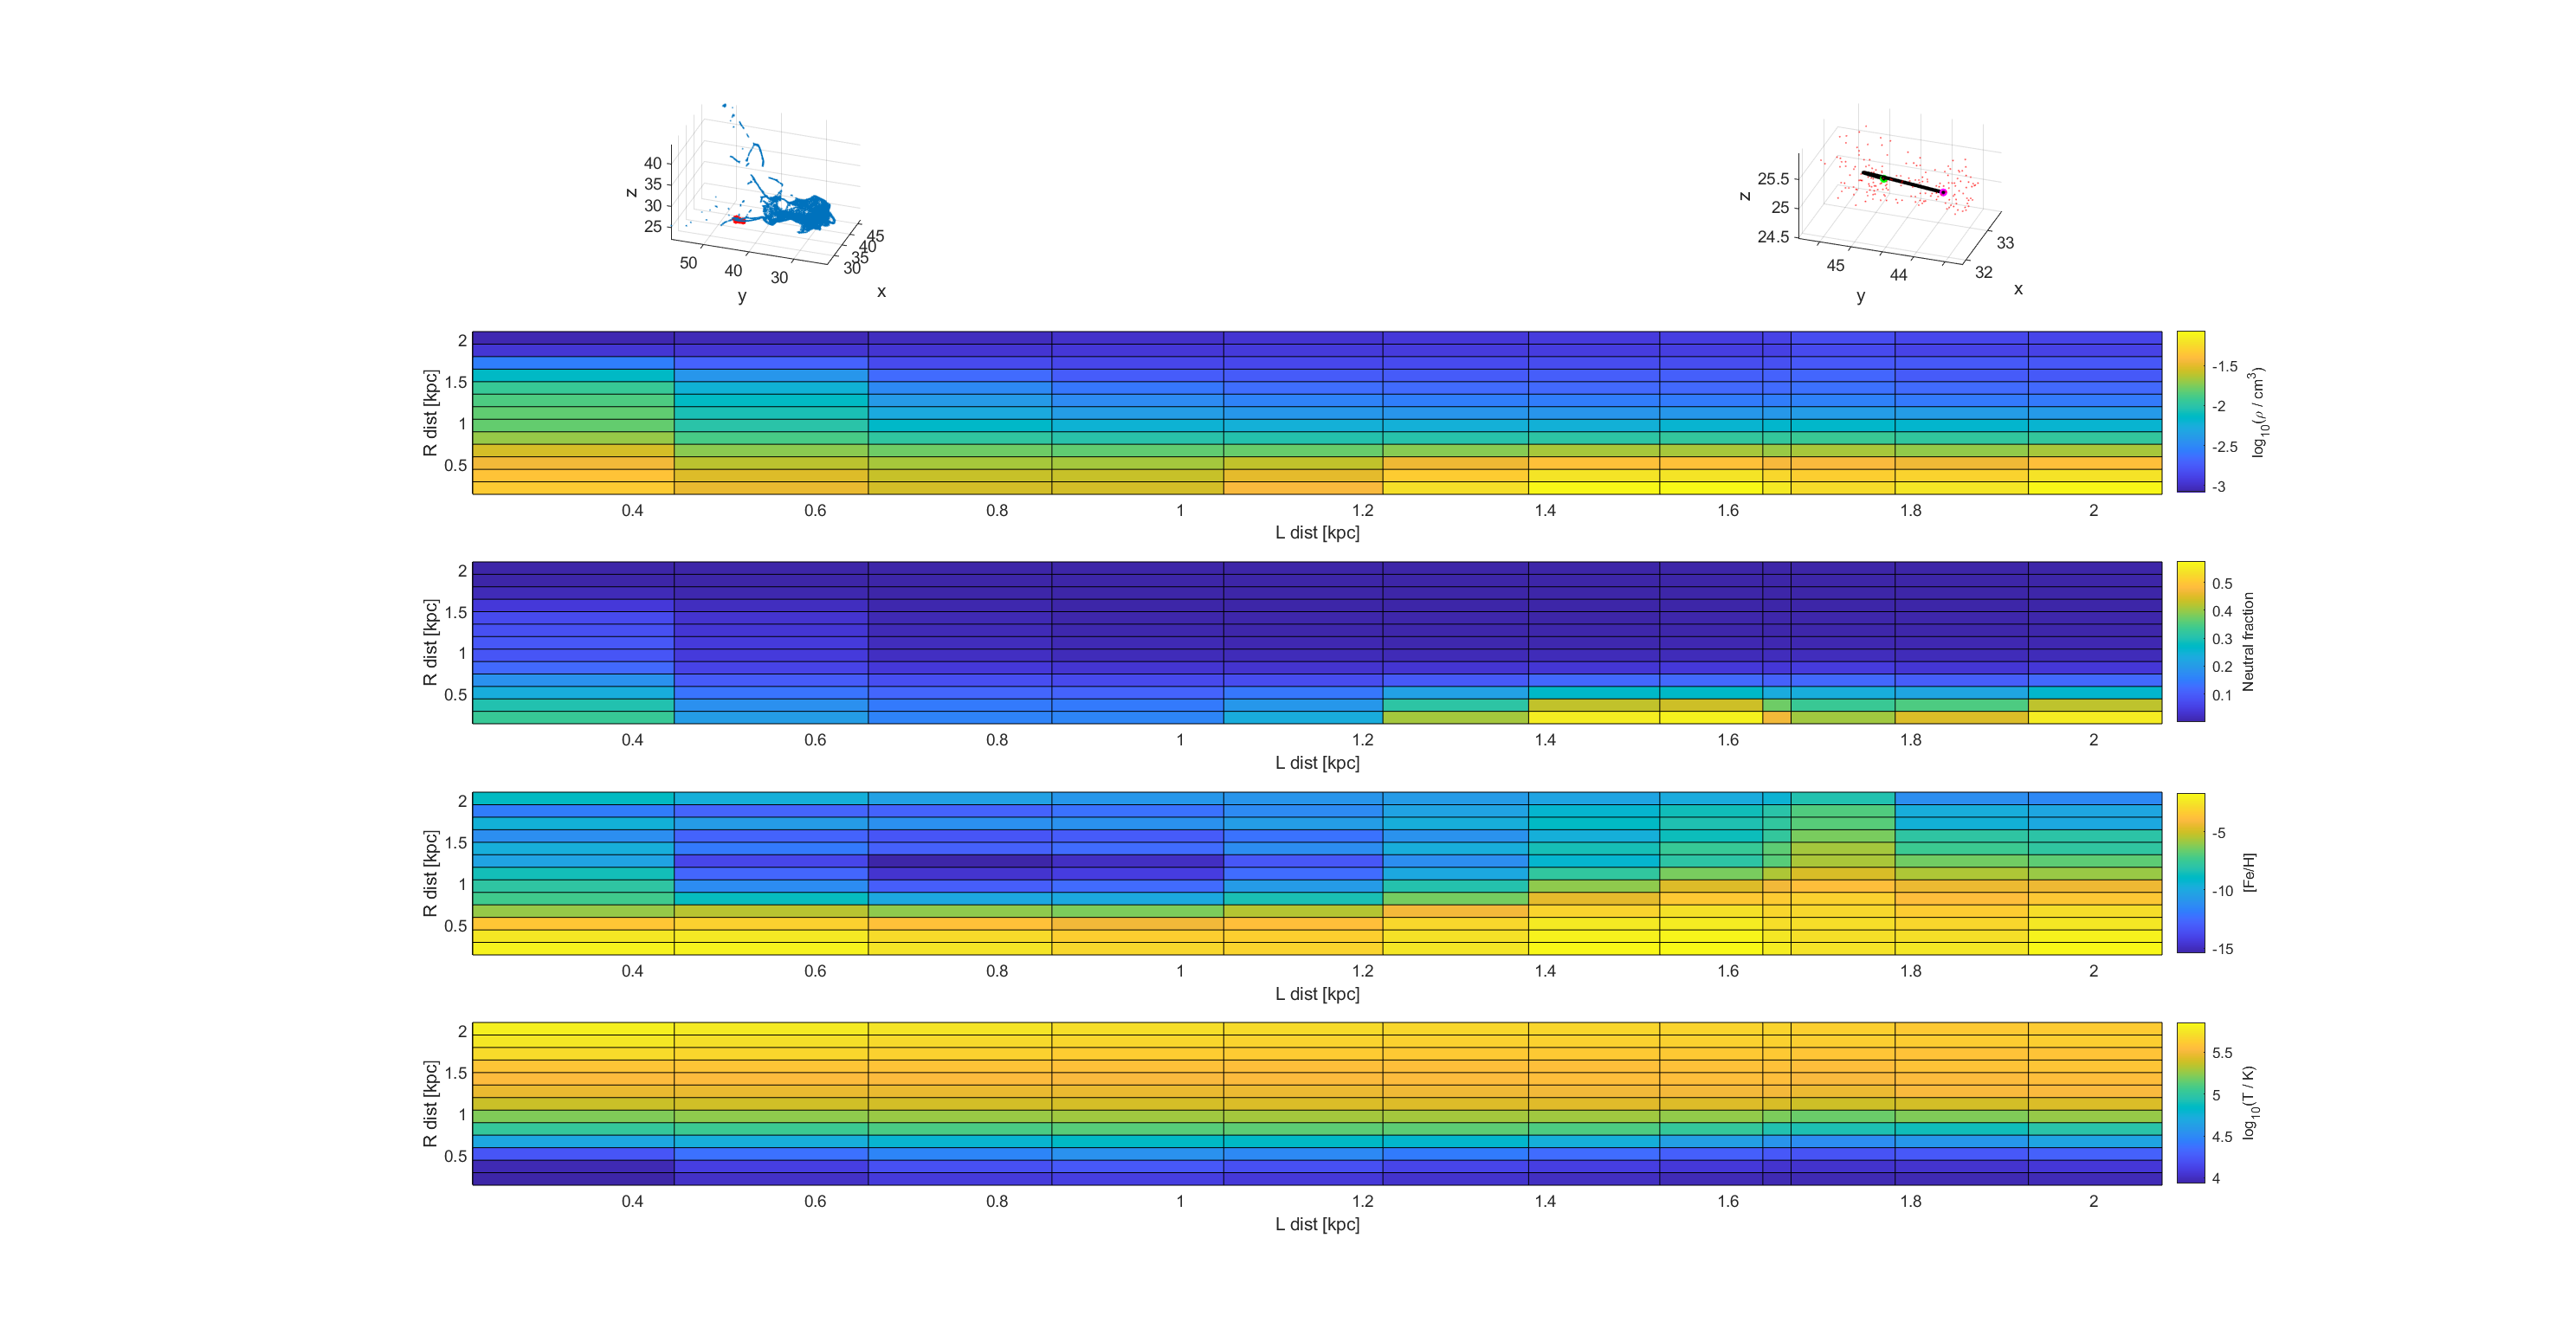 40
35
30
25
z
50
40
30
y
45
40
35
30
x
25.5
25
24.5
z
45
44
y
33
32
x
2
1.5
1
0.5
R dist [kpc]
0.4 0.6 0.8 1 1.2 1.4 1.6 1.8 2
L dist [kpc]
-1.5
-2
-2.5
-3
log10(ρ / cm3)
2
1.5
1
0.5
R dist [kpc]
0.4 0.6 0.8 1 1.2 1.4 1.6 1.8 2
L dist [kpc]
0.5
0.4
0.3
0.2
0.1
Neutral fraction
2
1.5
1
0.5
R dist [kpc]
0.4 0.6 0.8 1 1.2 1.4 1.6 1.8 2
L dist [kpc]
-5
-10
-15
[Fe/H]
2
1.5
1
0.5
R dist [kpc]
0.4 0.6 0.8 1 1.2 1.4 1.6 1.8 2
L dist [kpc]
5.5
5
4.5
4
log10(T / K)